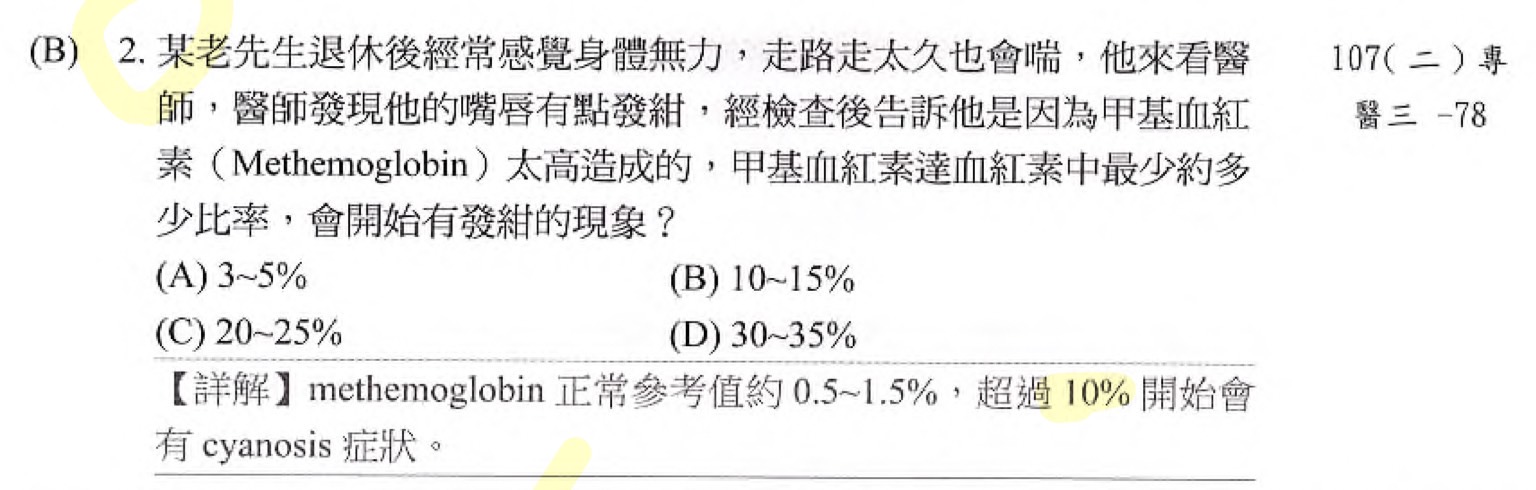 (B) 2. 某老先生退休後經常感覺身體無力，走路走太久也會喘，他來看醫
107(二)專
師，醫師發現他的嘴唇有點發紺，經檢查後告訴他是因為甲基血紅
醫三 -78
素（Methemoglobin）太高造成的，甲基血紅素達血紅素中最少約多
少比率，會開始有發紺的現象？
(A) 3~5% (B) 10~15%
(C) 20~25% (D) 30~35%
【詳解】methemoglobin 正常參考值約 0.5~1.5%，超過 10% 開始會
有 cyanosis 症狀。